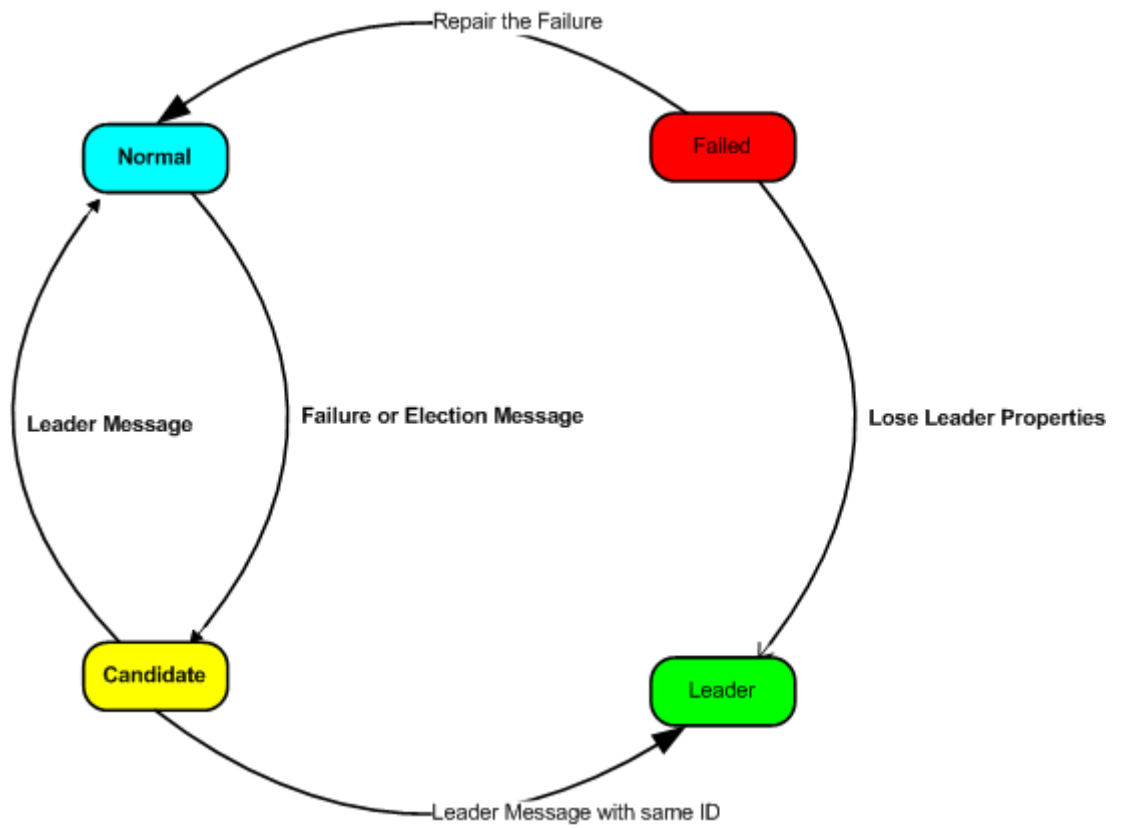 Repair the Failure
Normal
Failed
Leader Message
Failure or Election Message
Lose Leader Properties
Candidate
Leader
Leader Message with same ID